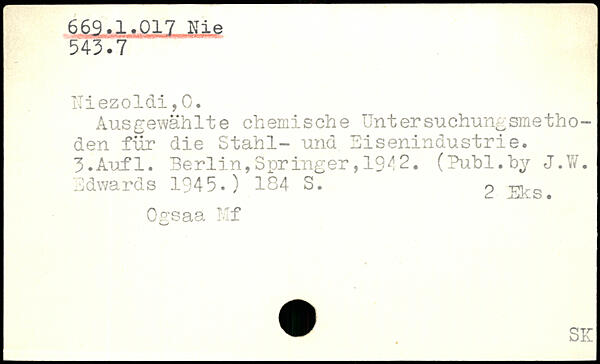 669.1.017 Nie
543.7
Niezoldi,O.
Ausgewählte chemische Untersuchungsmetho-
den für die Stahl- und Eisenindustrie.
3.Aufl. Berlin,Springer,1942. (Publ.by J.W.
Edwards 1945.) 184 S.
2 Eks.
Ogsaa Mf
SK